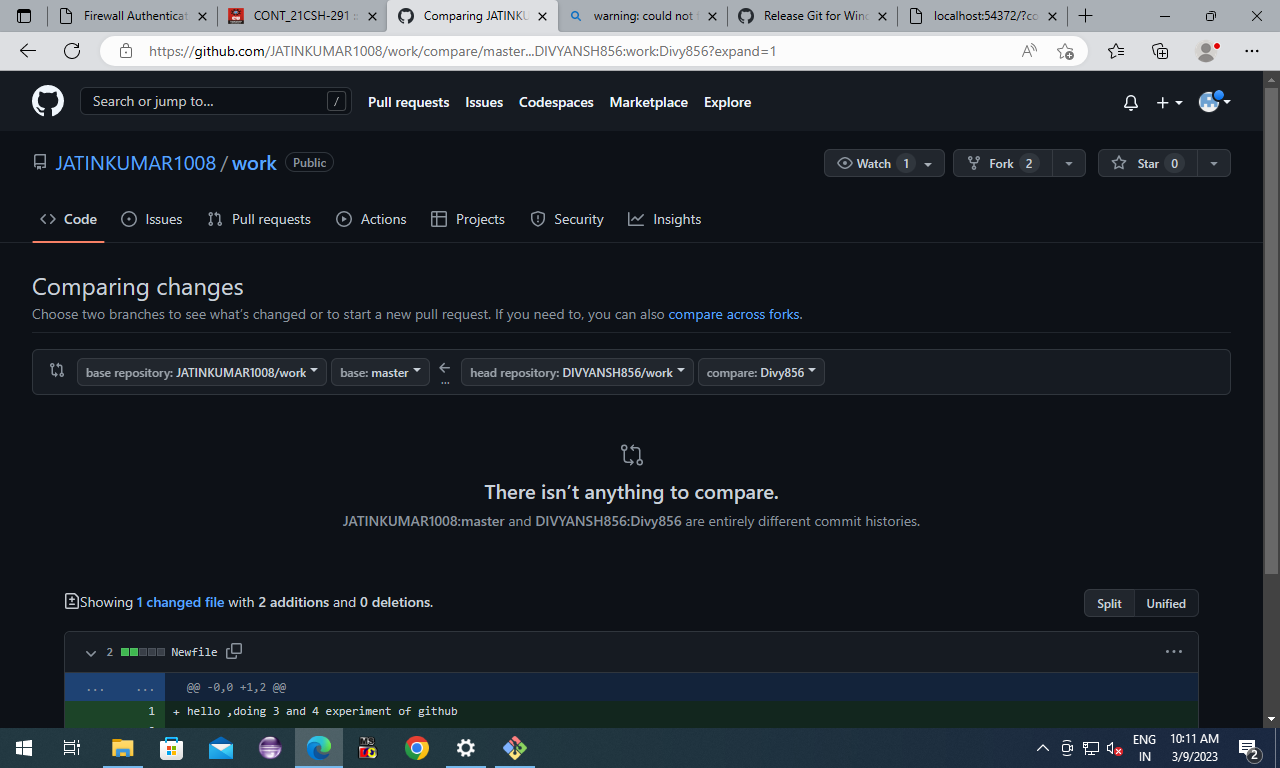 Firewall Authenticat
CONT_21CSH-291 :
Comparing JATINKU
warning: could not
Release Git for Wind
localhost:54372/?co
https://github.com/JATINKUMAR1008/work/compare/master...DIVYANSH856:work:Divy856?expand=1
Search or jump to...
/
Pull requests
Issues
Codespaces
Marketplace
Explore
JATINKUMAR1008 / work
Public
Watch 1
Fork 2
Star 0
Code
Issues
Pull requests
Actions
Projects
Security
Insights
Comparing changes
Choose two branches to see what's changed or to start a new pull request. If you need to, you can also compare across forks.
base repository: JATINKUMAR1008/work
base: master
...
head repository: DIVYANSH856/work
compare: Divy856
There isn't anything to compare.
JATINKUMAR1008:master and DIVYANSH856:Divy856 are entirely different commit histories.
Showing 1 changed file with 2 additions and 0 deletions.
Split
Unified
2
Newfile
... ... @@ -0,0 +1,2 @@
1 + hello ,doing 3 and 4 experiment of github
ENG
IN
10:11 AM
3/9/2023
2